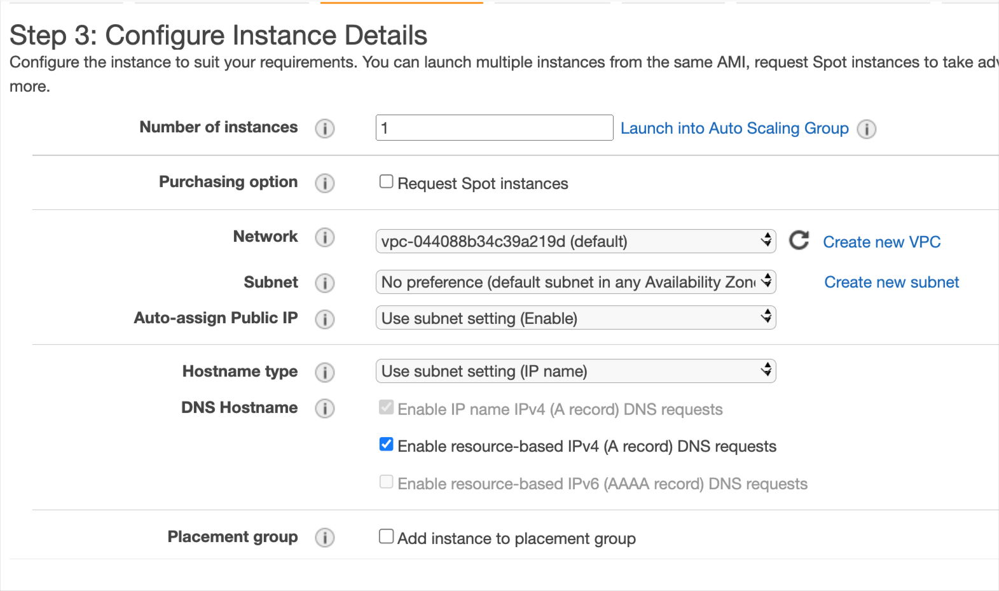 Step 3: Configure Instance Details
Configure the instance to suit your requirements. You can launch multiple instances from the same AMI, request Spot instances to take
more.
Number of instances 1 Launch into Auto Scaling Group
Purchasing option Request Spot instances
Network vpc-044088b34c39a219d (default) Create new VPC
Subnet No preference (default subnet in any Availability Create new subnet
Auto-assign Public IP Use subnet setting (Enable)
Hostname type Use subnet setting (IP name)
DNS Hostname Enable IP name IPv4 (A record) DNS requests
Enable resource-based IPv4 (A record) DNS requests
Enable resource-based IPv6 (AAAA record) DNS requests
Placement group Add instance to placement group